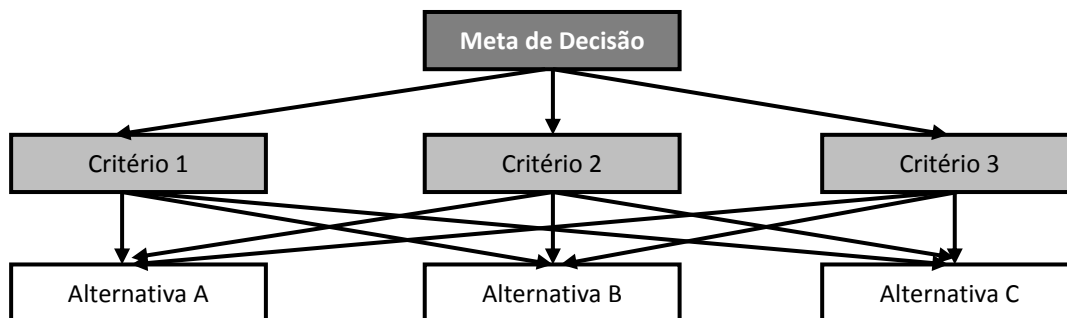 Meta de Decisão
Critério 1
Critério 2
Critério 3
Alternativa A
Alternativa B
Alternativa C